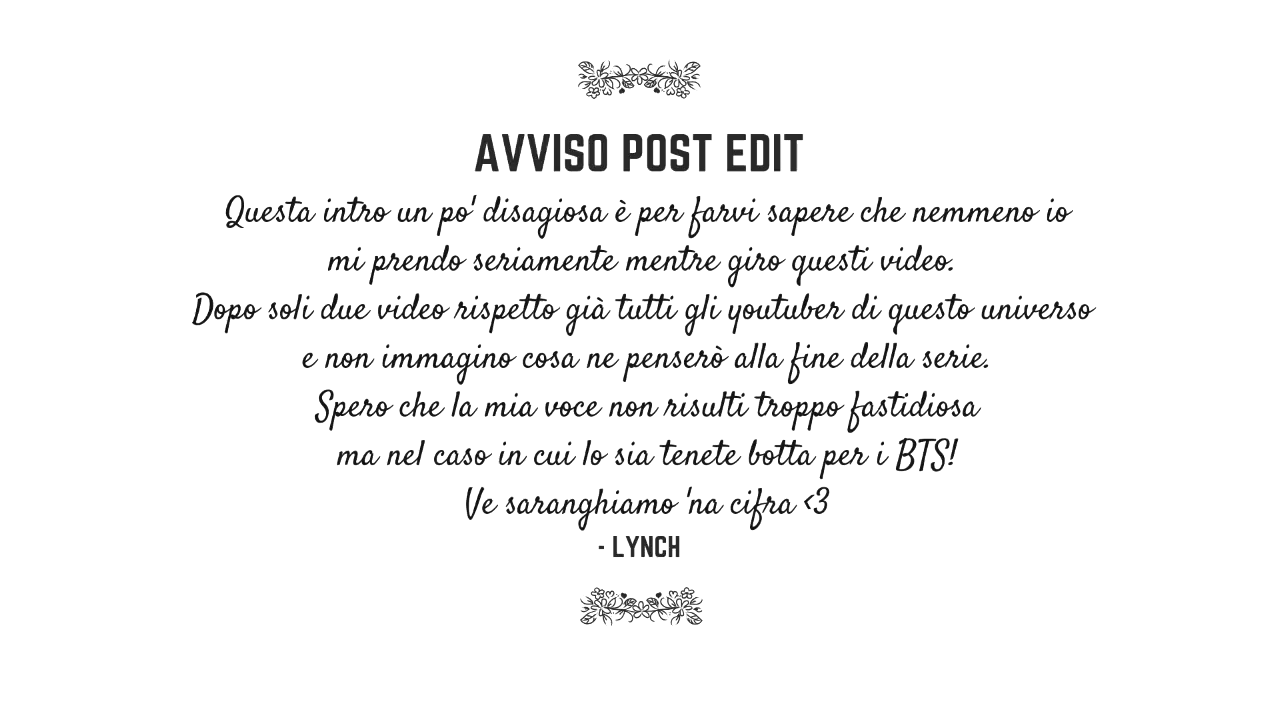 AVVISO POST EDIT
Questa intro un po' disagiosa è per farvi sapere che nemmeno io
mi prendo seriamente mentre giro questi video.
Dopo soli due video rispetto già tutti gli youtuber di questo universo
e non immagino cosa ne penserò alla fine della serie.
Spero che la mia voce non risulti troppo fastidiosa
ma nel caso in cui lo sia tenete botta per i BTS!
Ve saranghiamo 'na cifra <3
- LYNCH